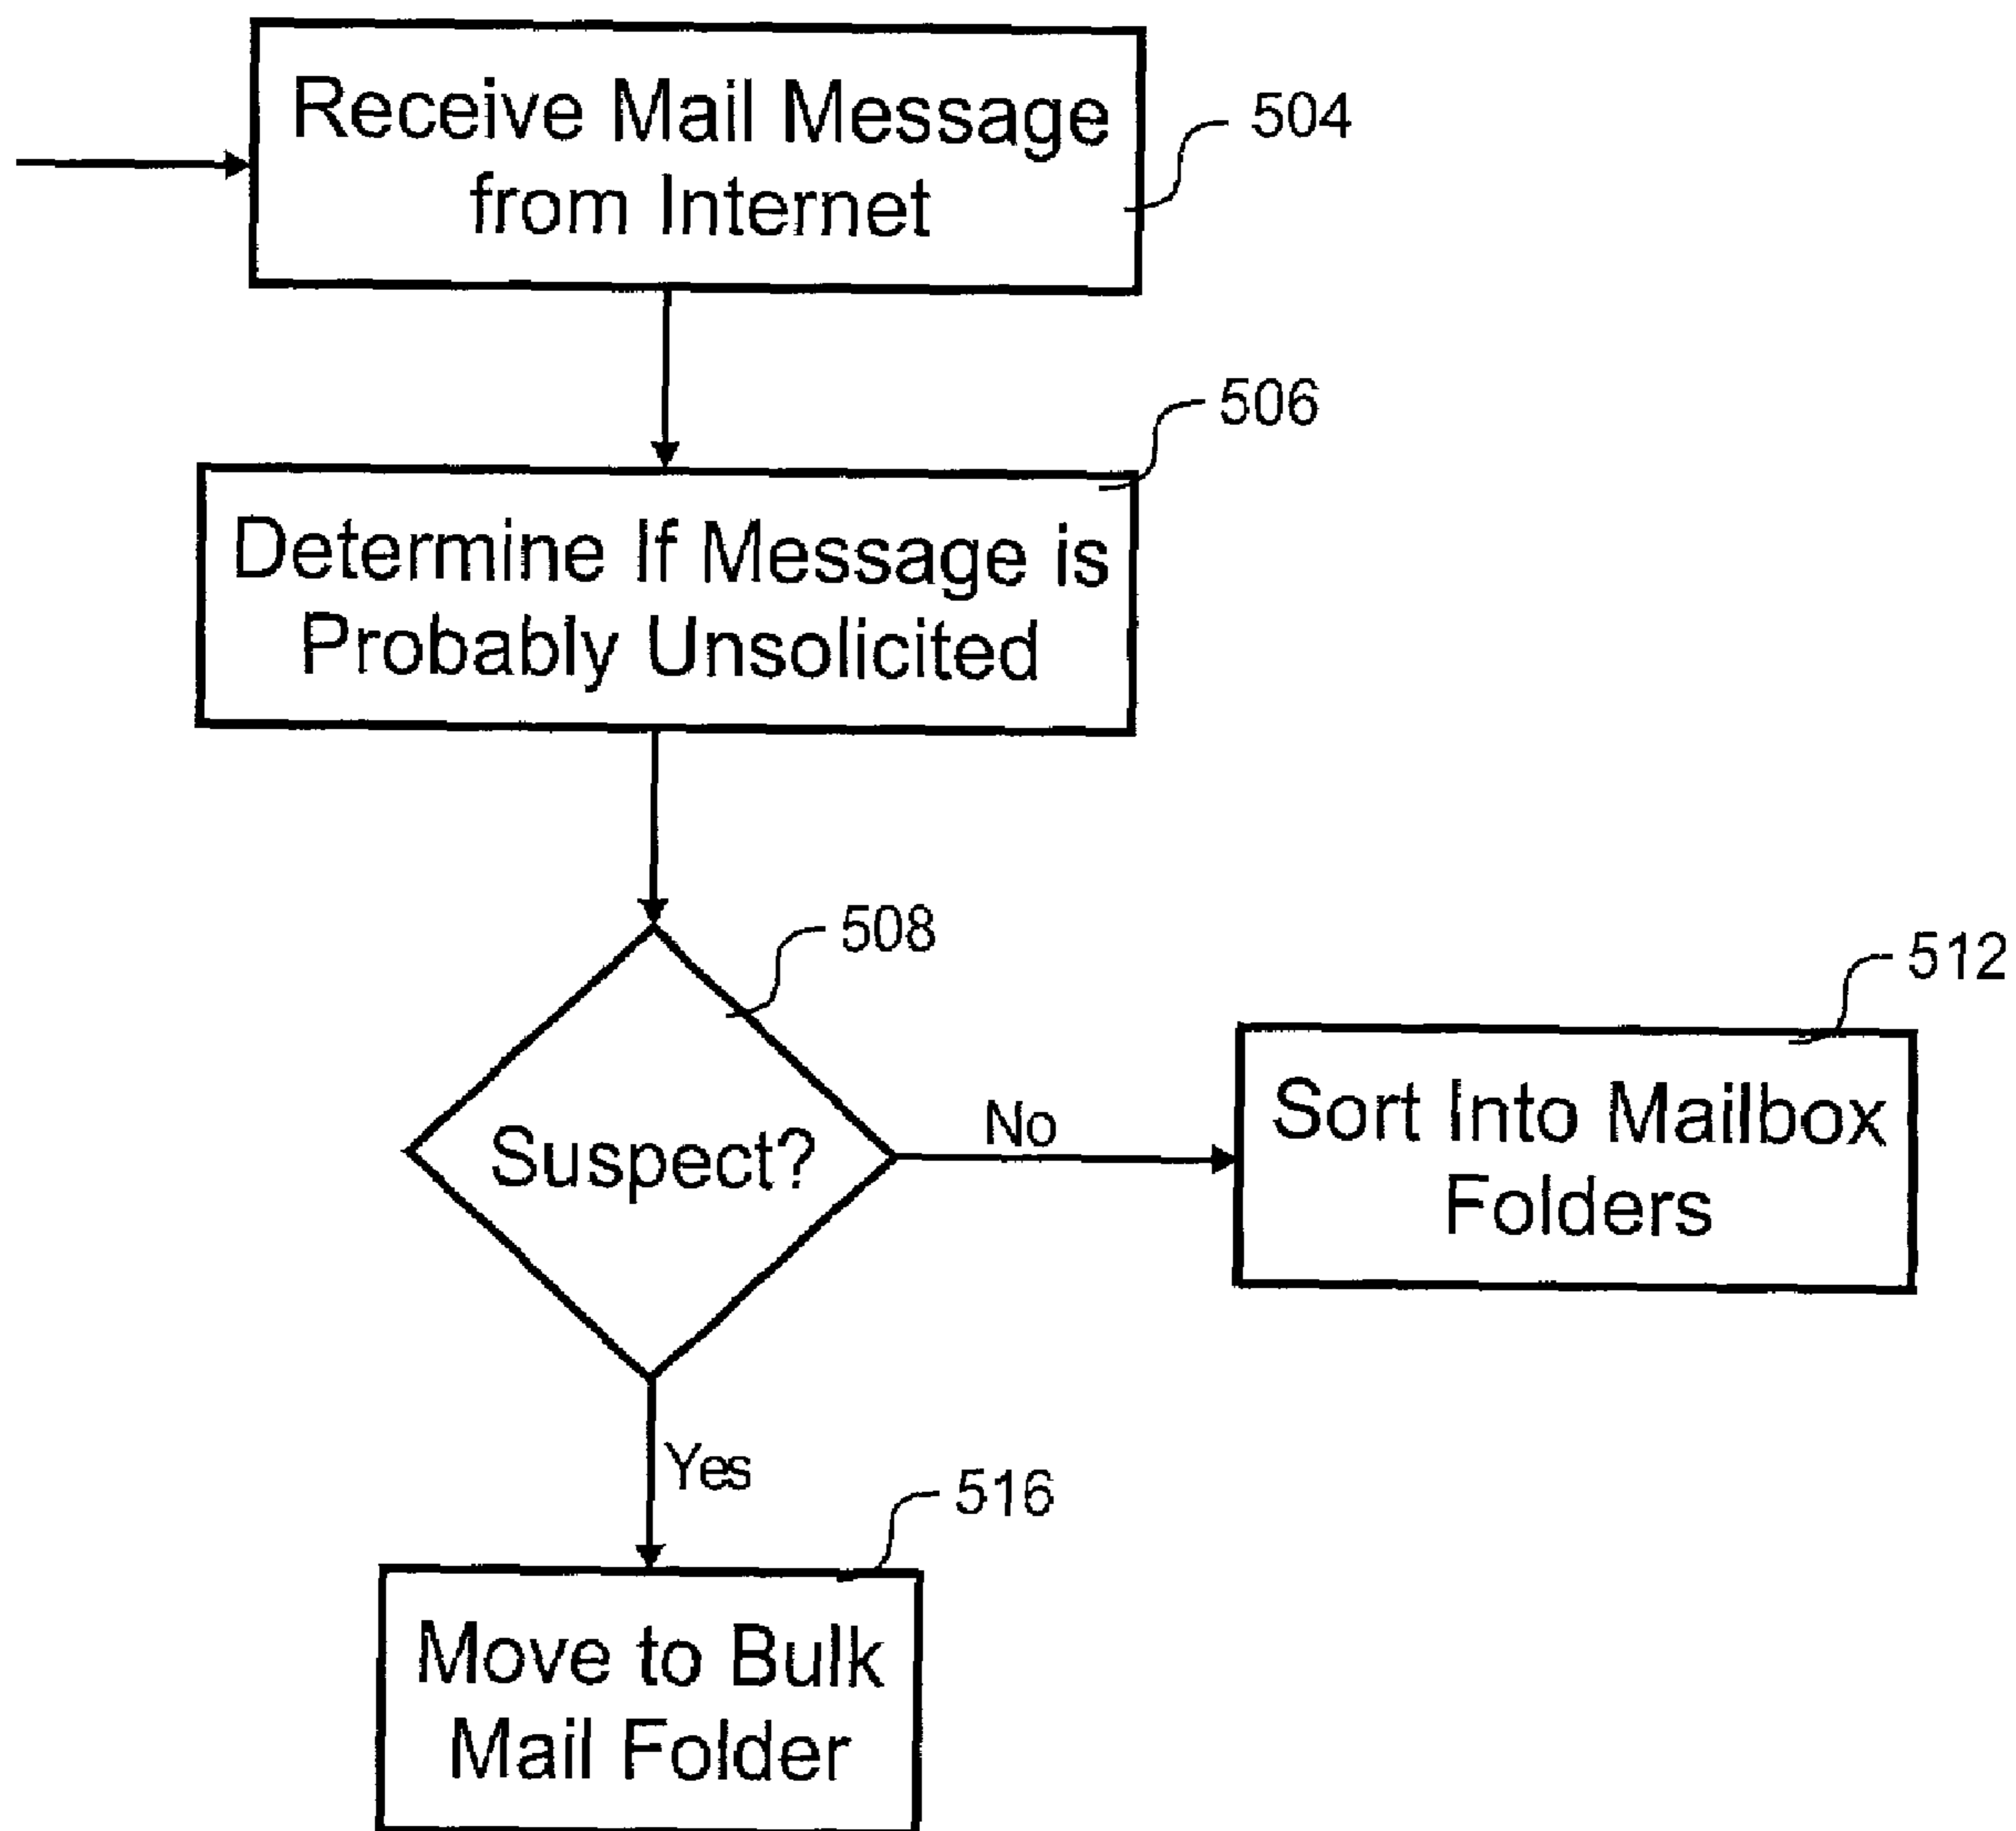 Receive Mail Message
from Internet
504
506
Determine If Message is
Probably Unsolicited
508
512
Suspect?
No
Sort Into Mailbox
Folders
Yes
516
Move to Bulk
Mail Folder